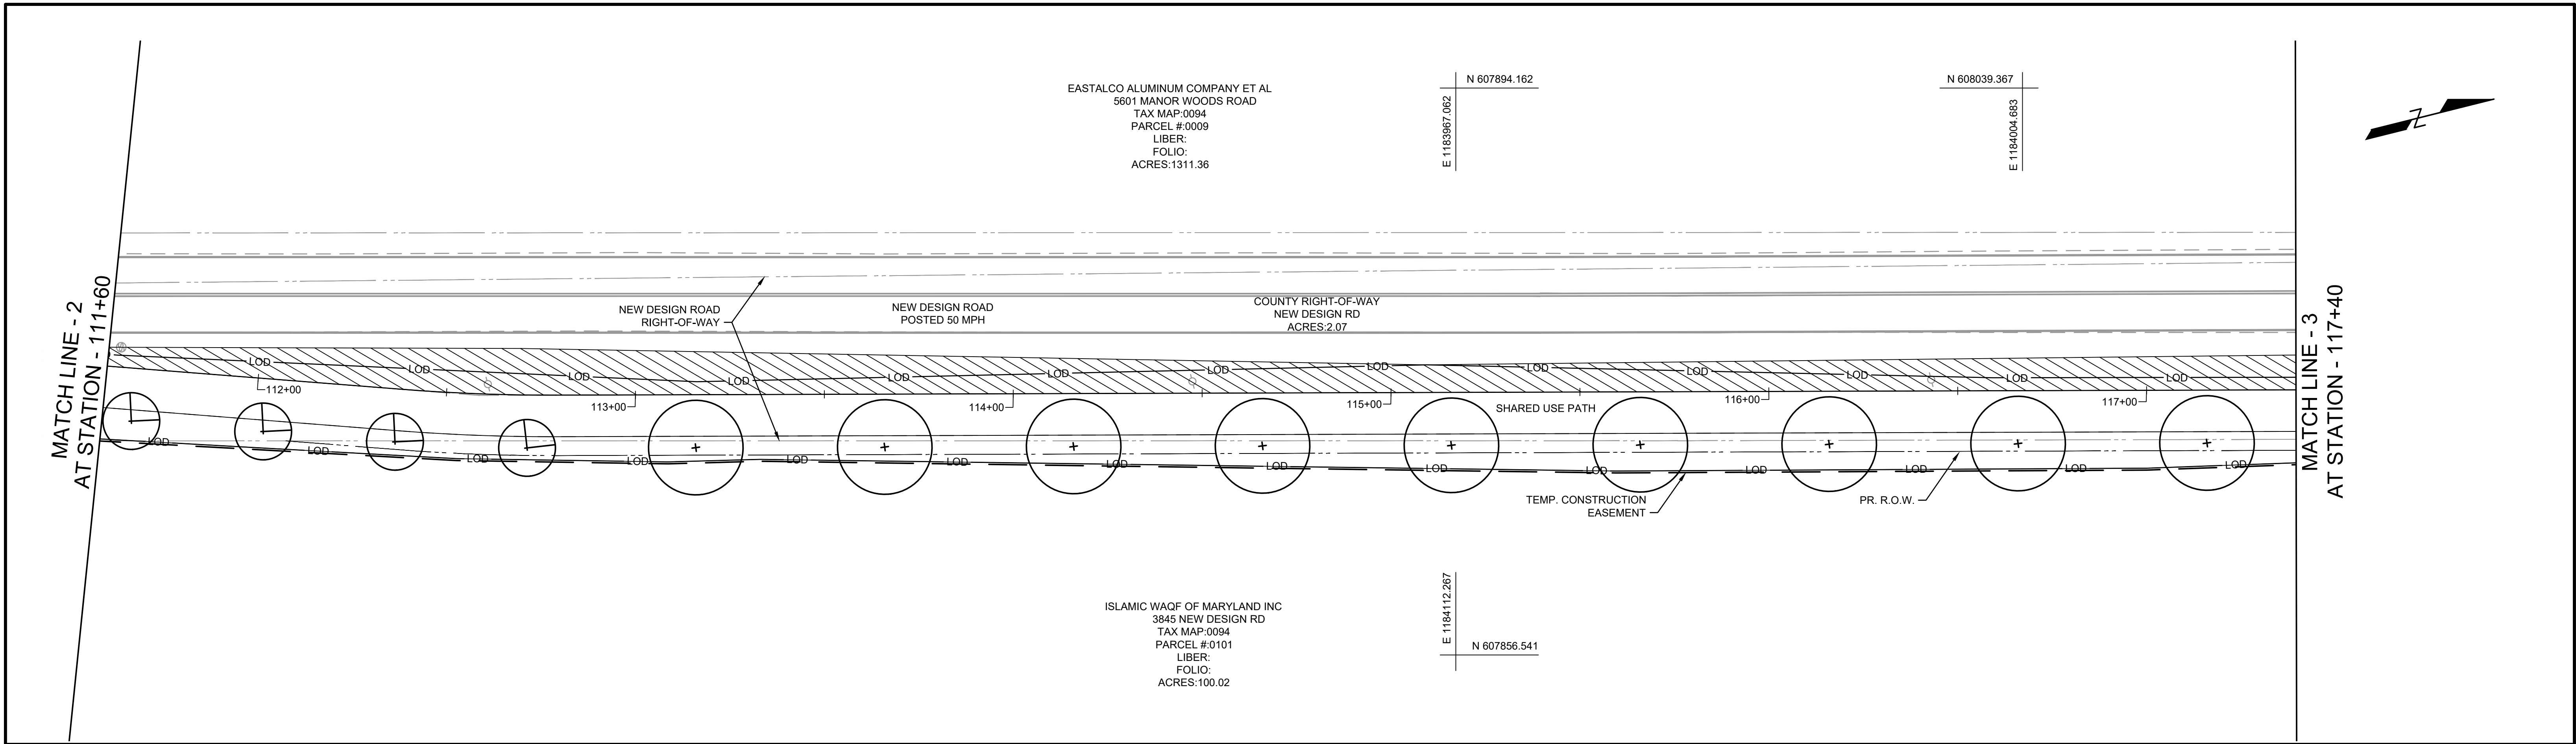 EASTALCO ALUMINUM COMPANY ET AL
5601 MANOR WOODS ROAD
TAX MAP:0094
PARCEL #:0009
LIBER:
FOLIO:
ACRES:1311.36
N 607894.162
E 1183967.062
N 608039.367
E 1184004.683
Z
MATCH LINE - 2
AT STATION - 111+60
NEW DESIGN ROAD
RIGHT-OF-WAY
NEW DESIGN ROAD
POSTED 50 MPH
COUNTY RIGHT-OF-WAY
NEW DESIGN RD
ACRES:2.07
MATCH LINE - 3
AT STATION - 117+40
LOD
LOD
LOD
LOD
LOD
LOD
LOD
LOD
LOD
LOD
LOD
LOD
LOD
112+00
113+00
114+00
115+00
116+00
117+00
SHARED USE PATH
LOD
LOD
LOD
LOD
LOD
LOD
LOD
LOD
LOD
LOD
LOD
LOD
LOD
LOD
TEMP. CONSTRUCTION
EASEMENT
PR. R.O.W.
ISLAMIC WAQF OF MARYLAND INC
3845 NEW DESIGN RD
TAX MAP:0094
PARCEL #:0101
LIBER:
FOLIO:
ACRES:100.02
E 1184112.267
N 607856.541